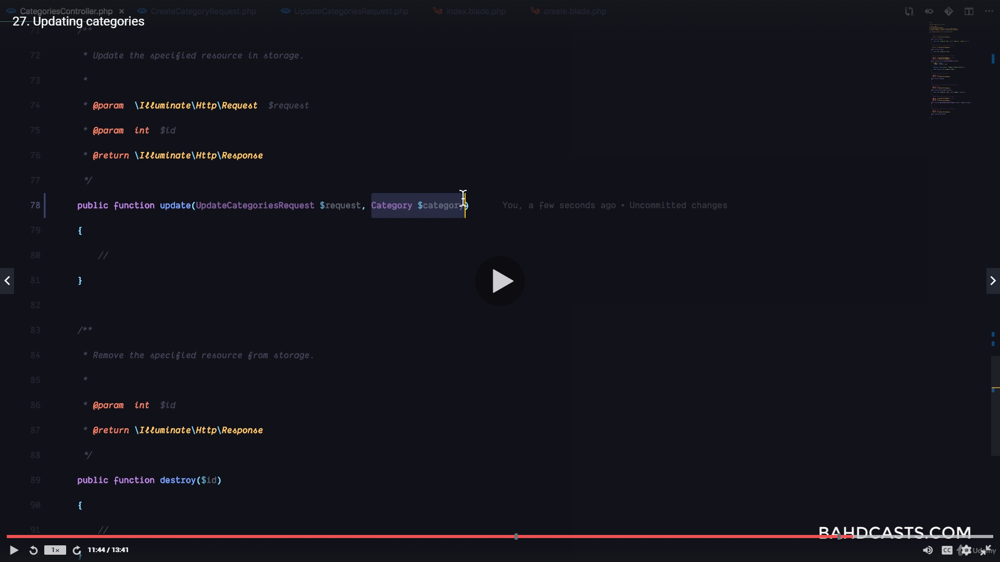 CategoriesController.php × CreateCategoryRequest.php UpdateCategoriesRequest.php index.blade.php create.blade.php
27. Updating categories
71 /**
72 * Update the specified resource in storage.
73 *
74 * @param \Illuminate\Http\Request $request
75 * @param int $id
76 * @return \Illuminate\Http\Response
77 */
78 public function update(UpdateCategoriesRequest $request, Category $category) You, a few seconds ago • Uncommitted changes
79 {
80 //
81 }
82
83 /**
84 * Remove the specified resource from storage.
85 *
86 * @param int $id
87 * @return \Illuminate\Http\Response
88 */
89 public function destroy($id)
90 {
91 //
}
BAHDCASTS.COM
1x 11:44 / 13:41 CC Udemy